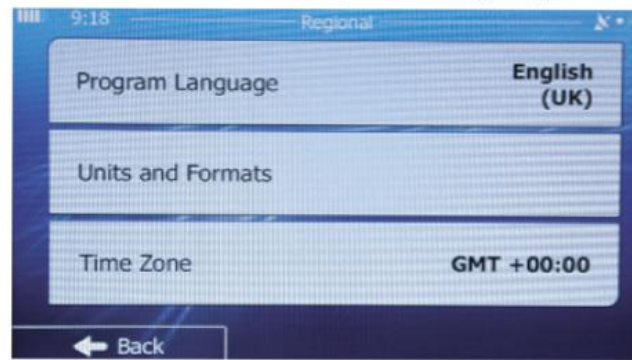 9:18 Regional
Program Language English
(UK)
Units and Formats
Time Zone GMT +00:00
Back